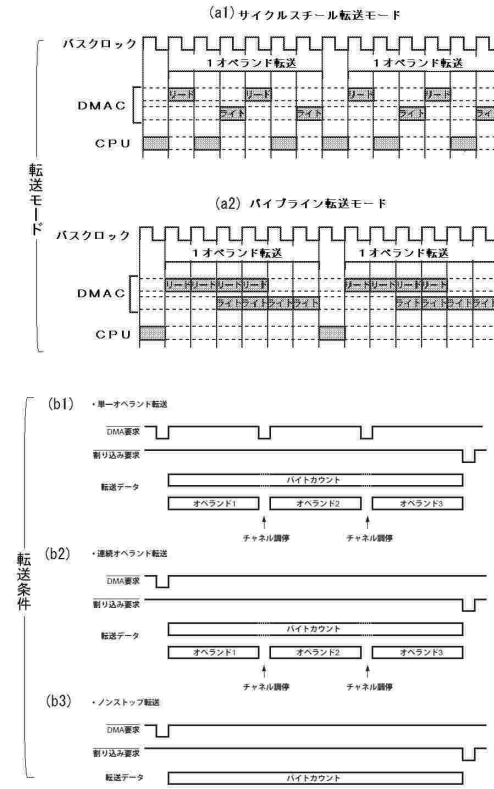 (a1) サイクルスチール転送モード
バスクロック
1オペランド転送 1オペランド転送
リード リード リード リード
DMAC
ライト ライト ライト ライト
CPU
転送モード
(a2) パイプライン転送モード
バスクロック
1オペランド転送 1オペランド転送
リード リード リード リード リード リード リード リード
DMAC
ライト ライト ライト ライト ライト ライト ライト ライト
CPU
(b1) ・単一オペランド転送
DMA要求
割り込み要求
転送データ バイトカウント
オペランド1 オペランド2 オペランド3
チャネル調停 チャネル調停
転送条件
(b2) ・連続オペランド転送
DMA要求
割り込み要求
転送データ バイトカウント
オペランド1 オペランド2 オペランド3
チャネル調停 チャネル調停
(b3) ・ノンストップ転送
DMA要求
割り込み要求
転送データ バイトカウント